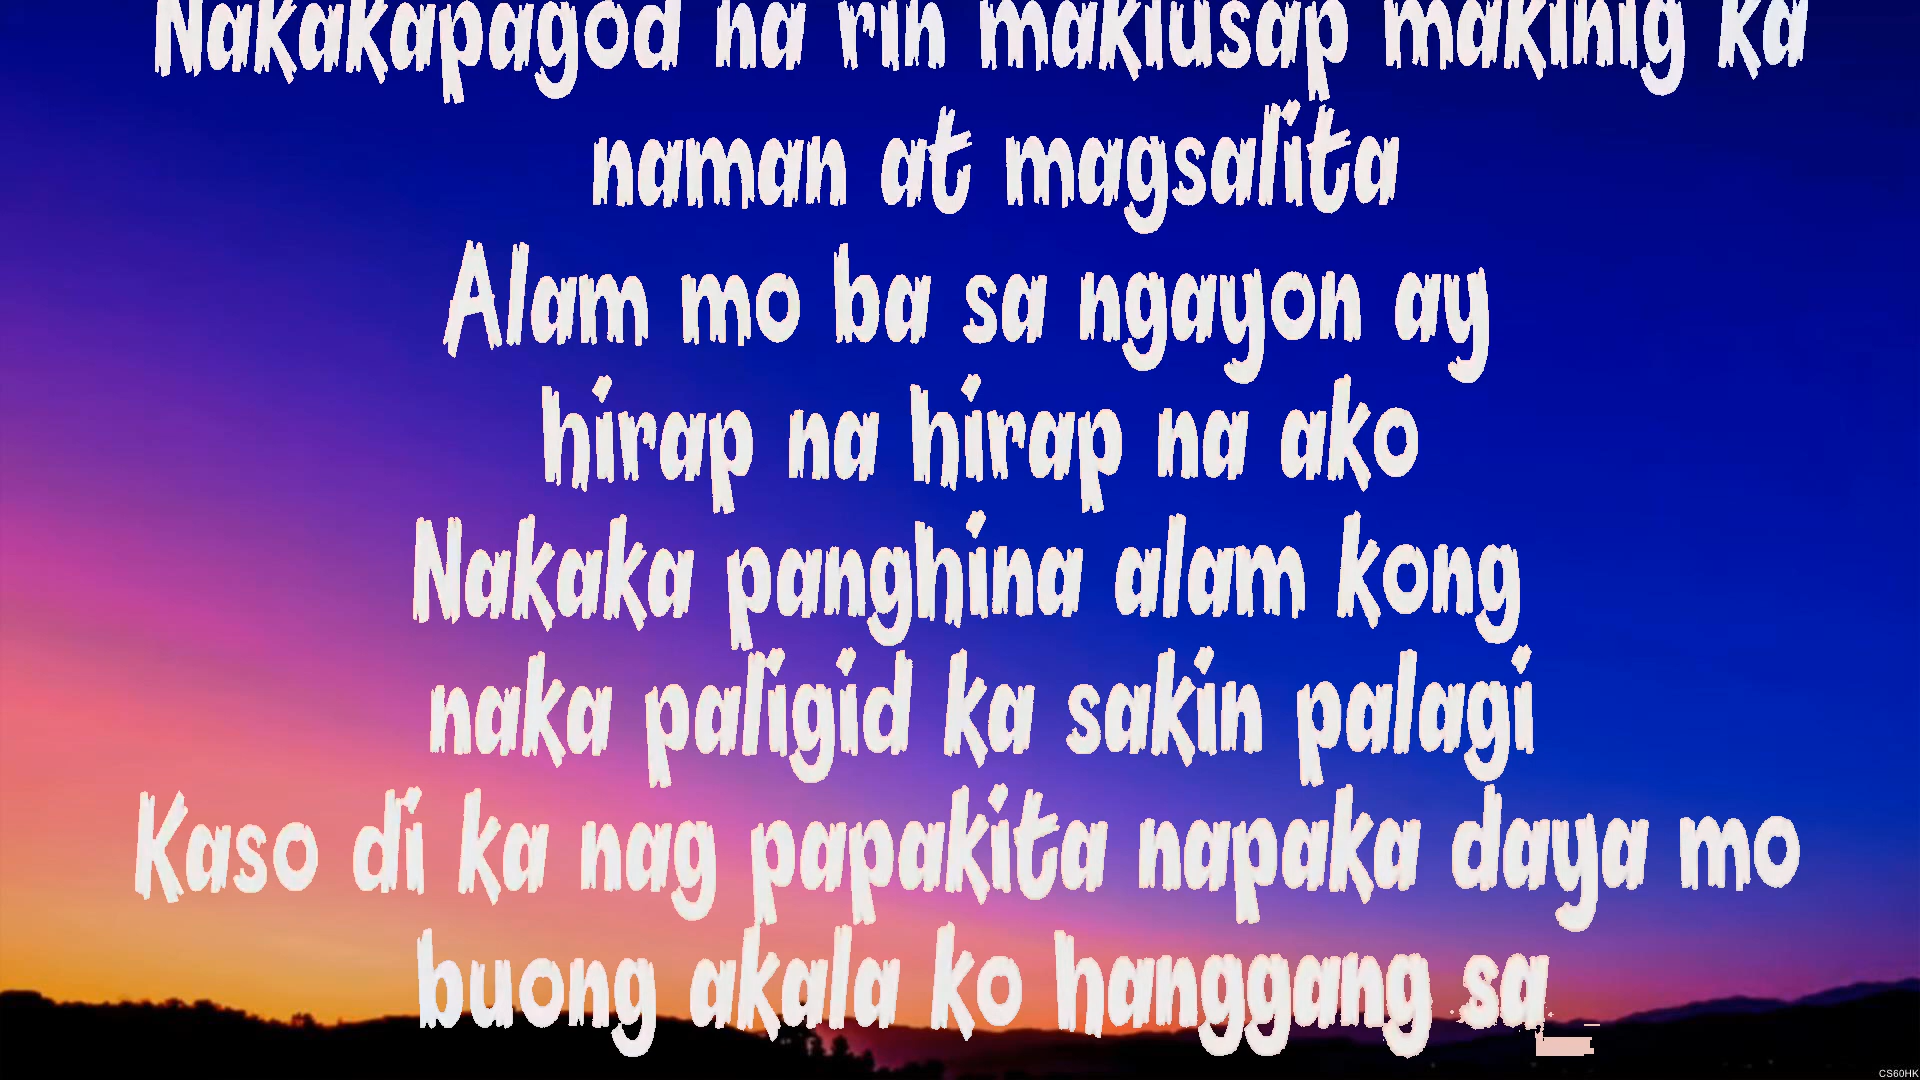 Nakakapagod na rin makiusap makinig ka
naman at magsalita
Alam mo ba sa ngayon ay
hirap na hirap na ako
Nakaka panghina alam kong
naka paligid ka sakin palagi
Kaso di ka nag papakita napaka daya mo
buong akala ko hanggang sa
CS60HK